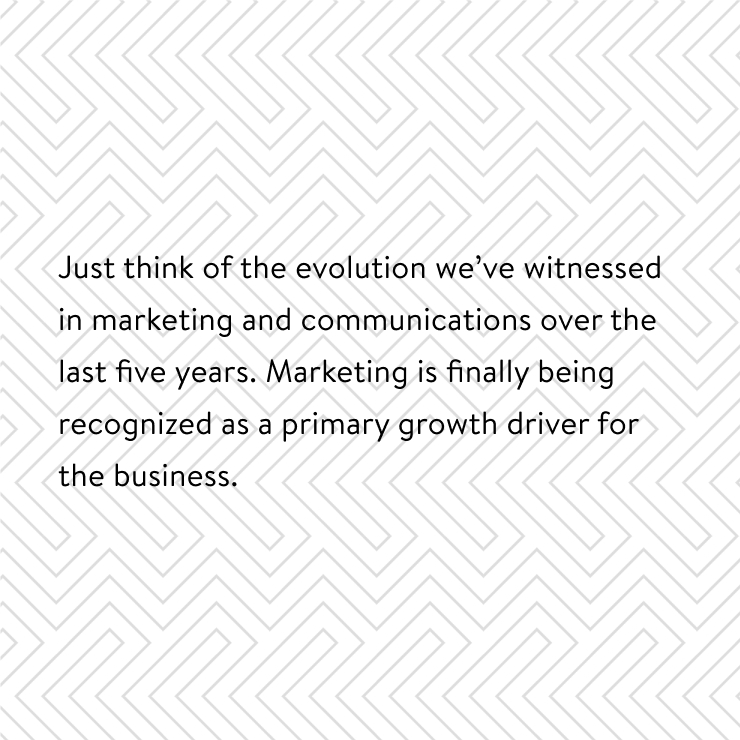 Just think of the evolution we’ve witnessed
in marketing and communications over the
last five years. Marketing is finally being
recognized as a primary growth driver for
the business.